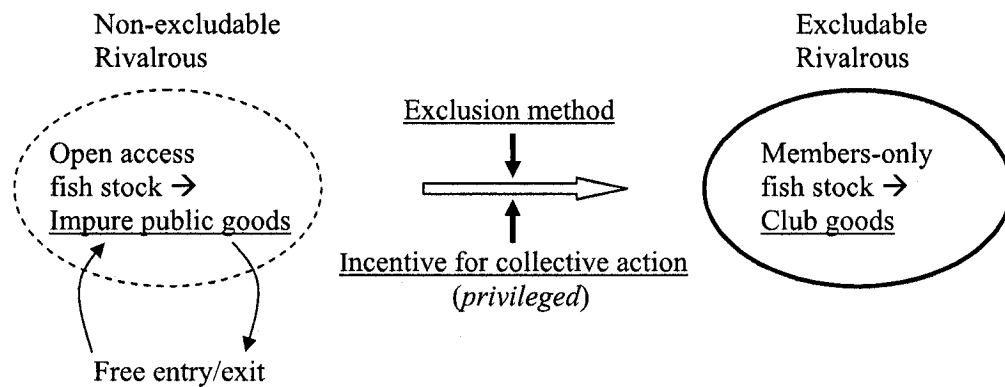 Non-excludable
Rivalrous
Open access
fish stock →
Impure public goods
Free entry/exit
Exclusion method
Incentive for collective action
(privileged)
Excludable
Rivalrous
Members-only
fish stock →
Club goods